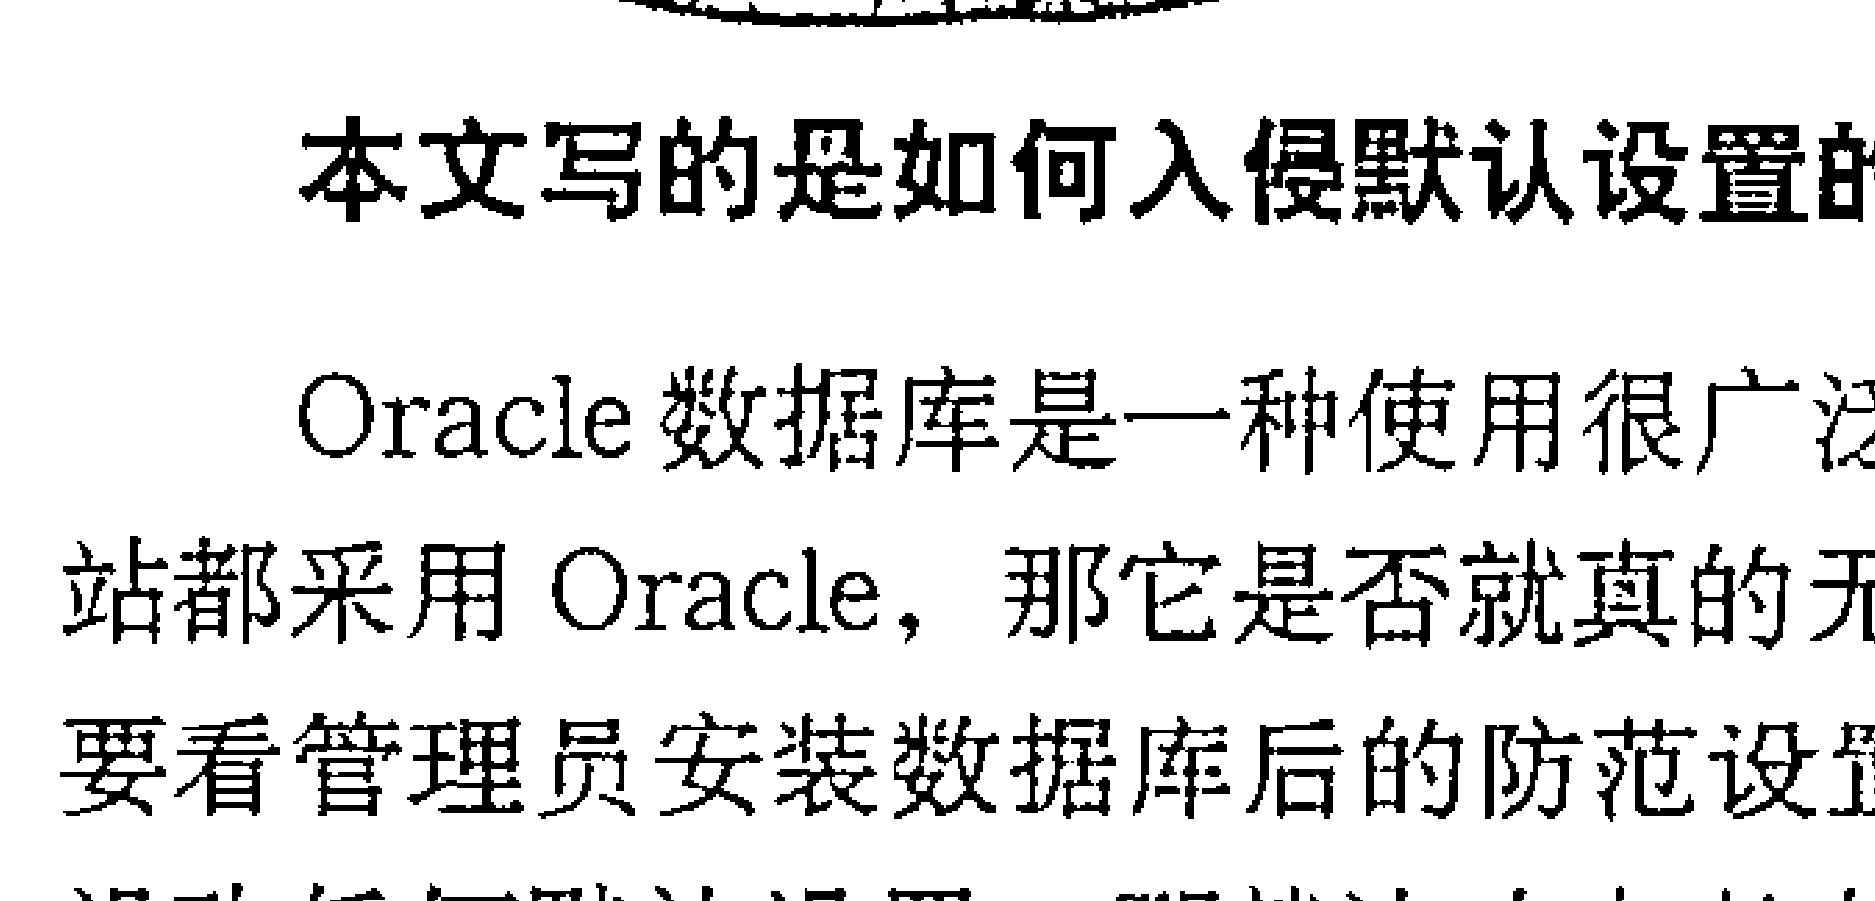 本文写的是如何入侵默认设置的
Oracle 数据库是一种使用很广泛
站都采用 Oracle，那它是否就真的无
要看管理员安装数据库后的防范设置